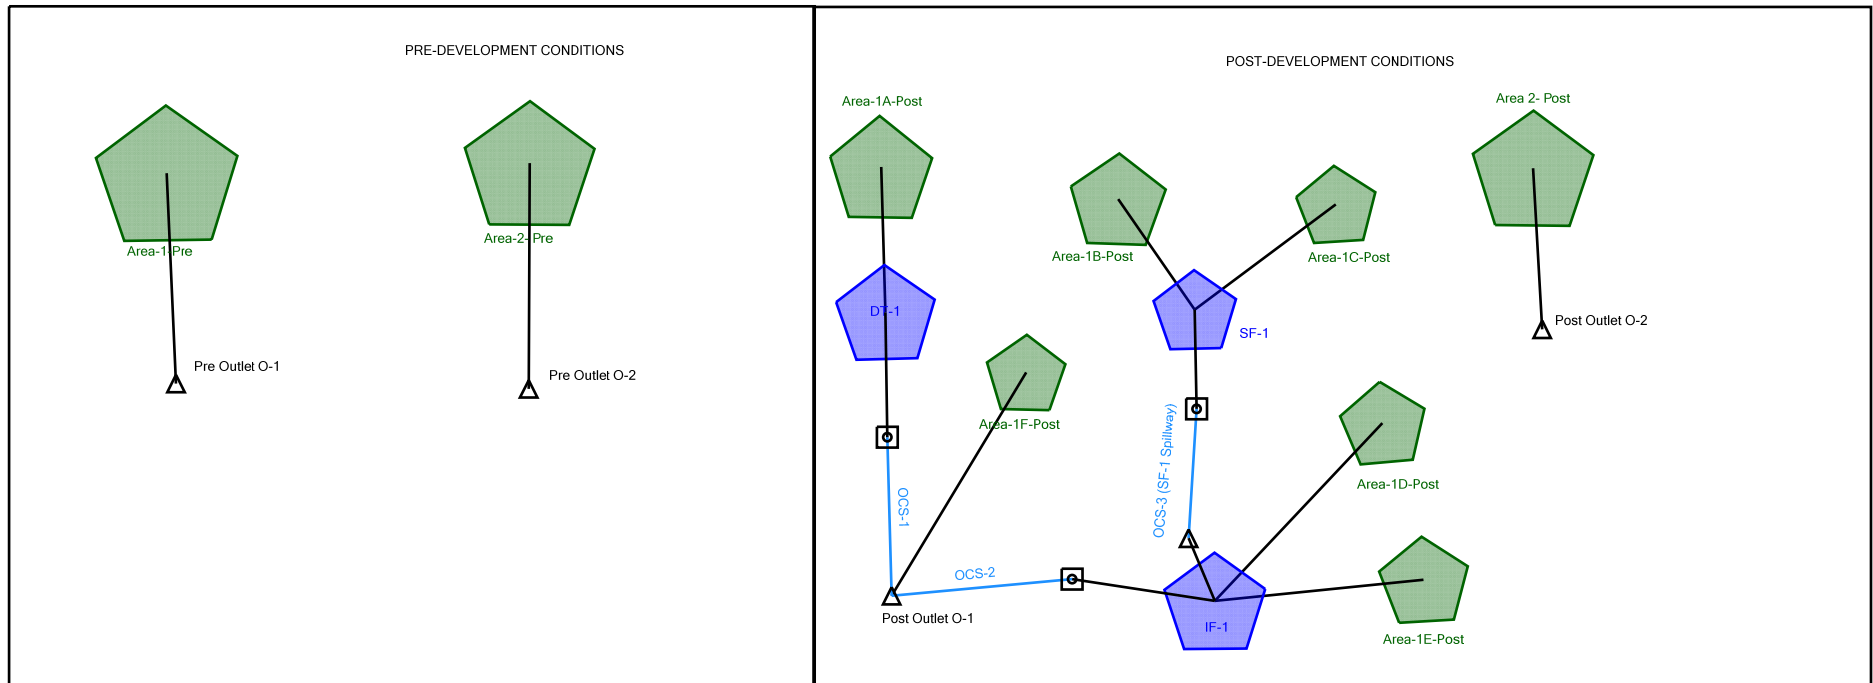 PRE-DEVELOPMENT CONDITIONS
Area-1-Pre
Area-2- Pre
Pre Outlet O-1
Pre Outlet O-2
POST-DEVELOPMENT CONDITIONS
Area-1A-Post
Area 2- Post
Area-1B-Post
Area-1C-Post
DT-1
SF-1
Post Outlet O-2
Area-1F-Post
OCS-3 (SF-1 Spillway)
Area-1D-Post
OCS-1
OCS-2
Post Outlet O-1
IF-1
Area-1E-Post